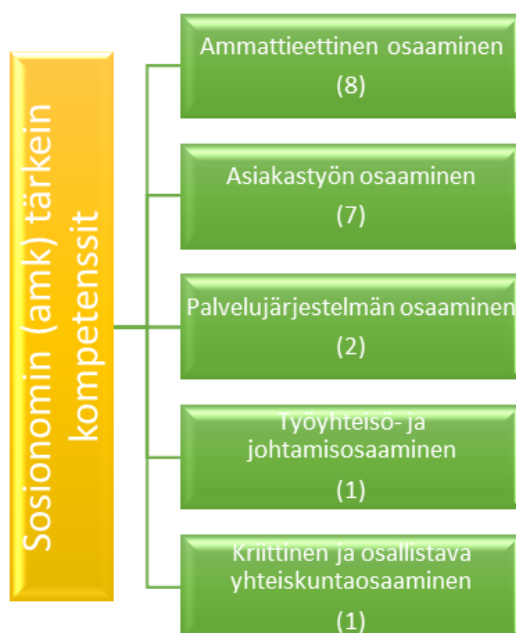 Sosionomin (amk) tärkein
kompetenssit
Ammattieettinen osaaminen
(8)
Asiakastyön osaaminen
(7)
Palvelujärjestelmän osaaminen
(2)
Työyhteisö- ja
johtamisosaaminen
(1)
Kriittinen ja osallistava
yhteiskuntaosaaminen
(1)